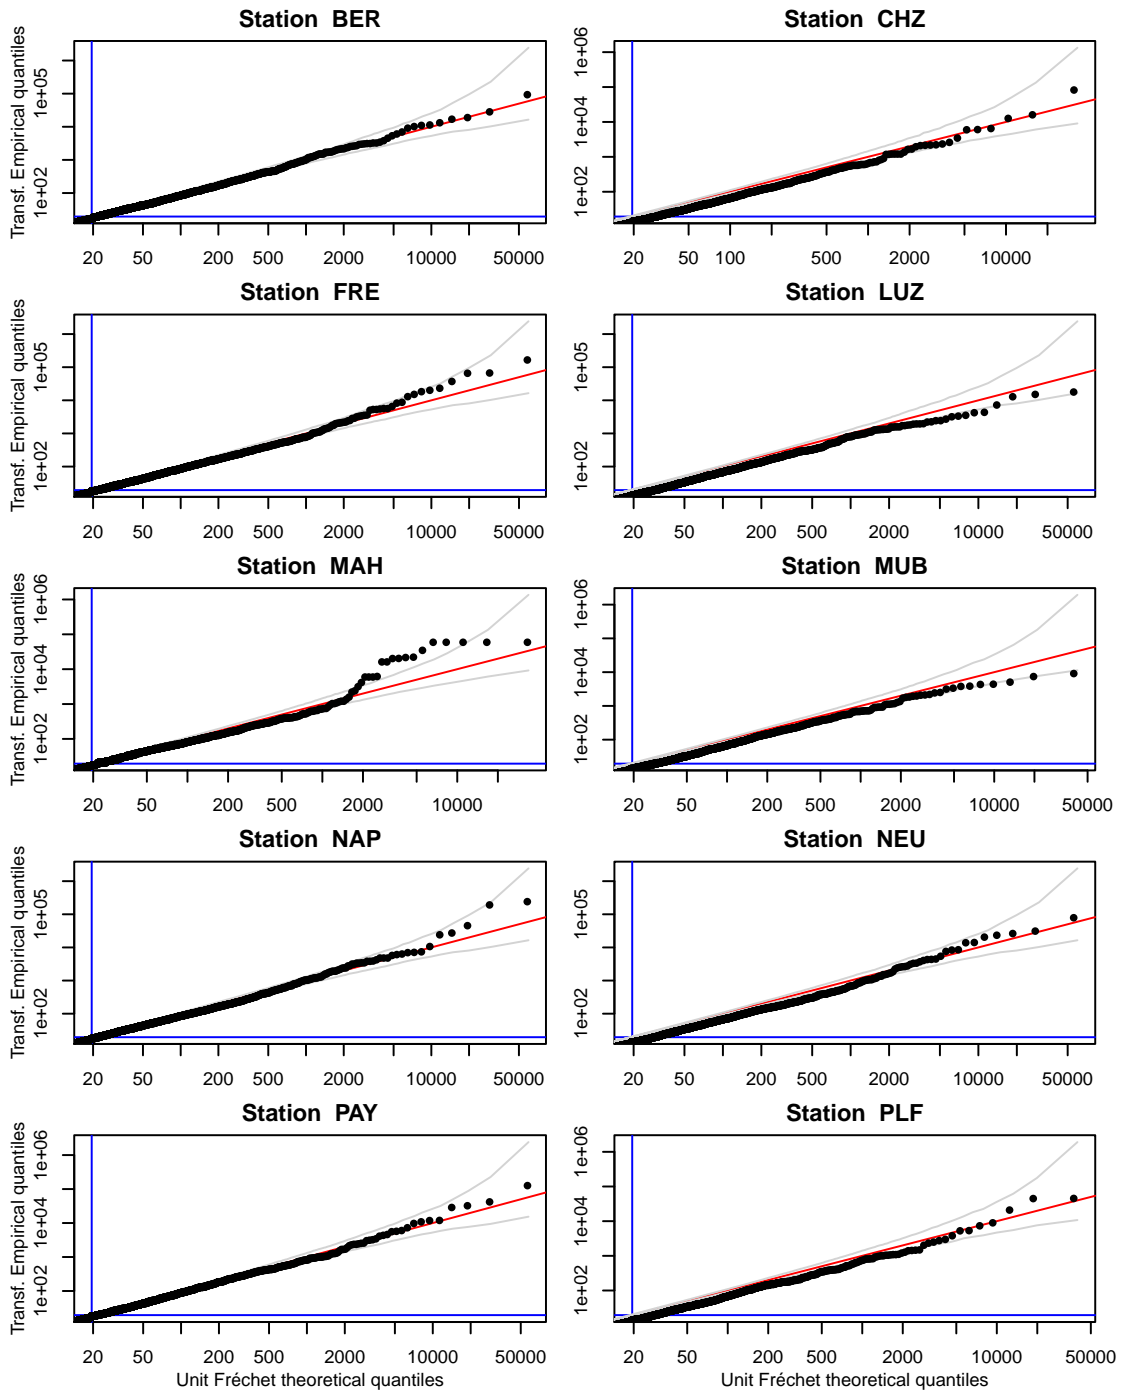 Station BER
Station CHZ
Transf. Empirical quantiles
1e+02 1e+05
1e+02 1e+04 1e+06
20 50 200 500 2000 10000 50000
20 50 100 500 2000 10000
Station FRE
Station LUZ
Transf. Empirical quantiles
1e+02 1e+05
1e+02 1e+05
20 50 200 500 2000 10000 50000
20 50 200 500 2000 10000 50000
Station MAH
Station MUB
Transf. Empirical quantiles
1e+02 1e+04 1e+06
1e+02 1e+04 1e+06
20 50 200 500 2000 10000
20 50 200 500 2000 10000 50000
Station NAP
Station NEU
Transf. Empirical quantiles
1e+02 1e+05
1e+02 1e+05
20 50 200 500 2000 10000 50000
20 50 200 500 2000 10000 50000
Station PAY
Station PLF
Transf. Empirical quantiles
1e+02 1e+04 1e+06
1e+02 1e+04 1e+06
20 50 200 500 2000 10000 50000
20 50 200 500 2000 10000 50000
Unit Fréchet theoretical quantiles
Unit Fréchet theoretical quantiles